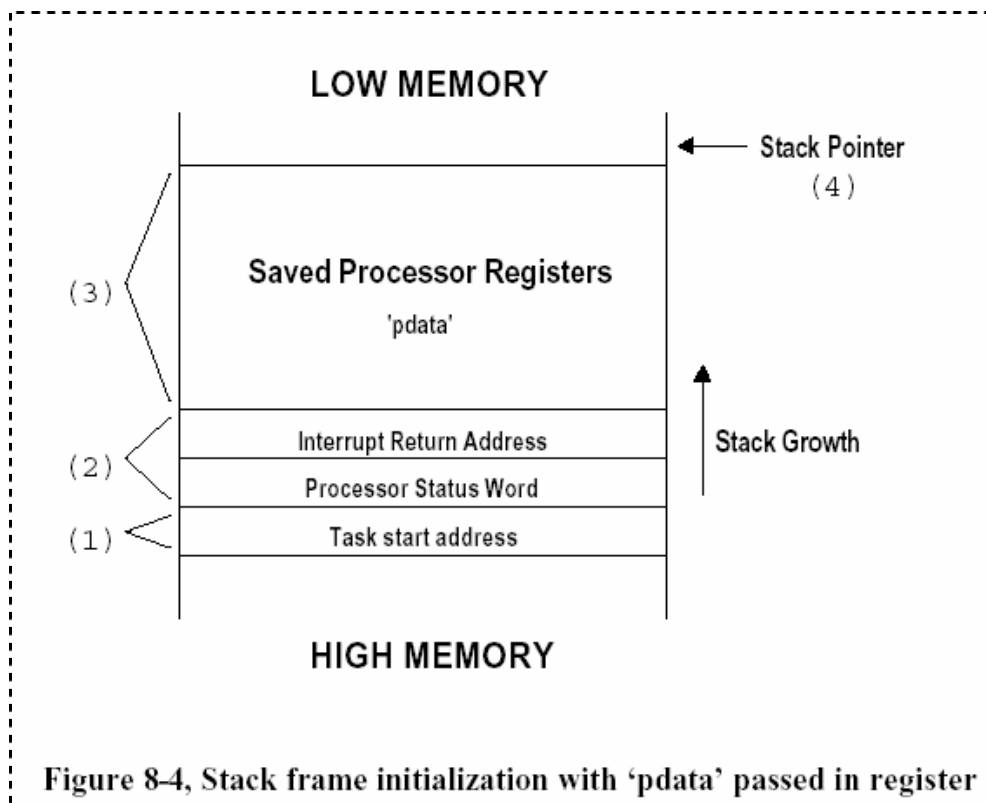 LOW MEMORY
Stack Pointer
(4)
Saved Processor Registers
'pdata'
(3)
Interrupt Return Address
Stack Growth
(2)
Processor Status Word
(1)
Task start address
HIGH MEMORY
Figure 8-4, Stack frame initialization with ‘pdata’ passed in register